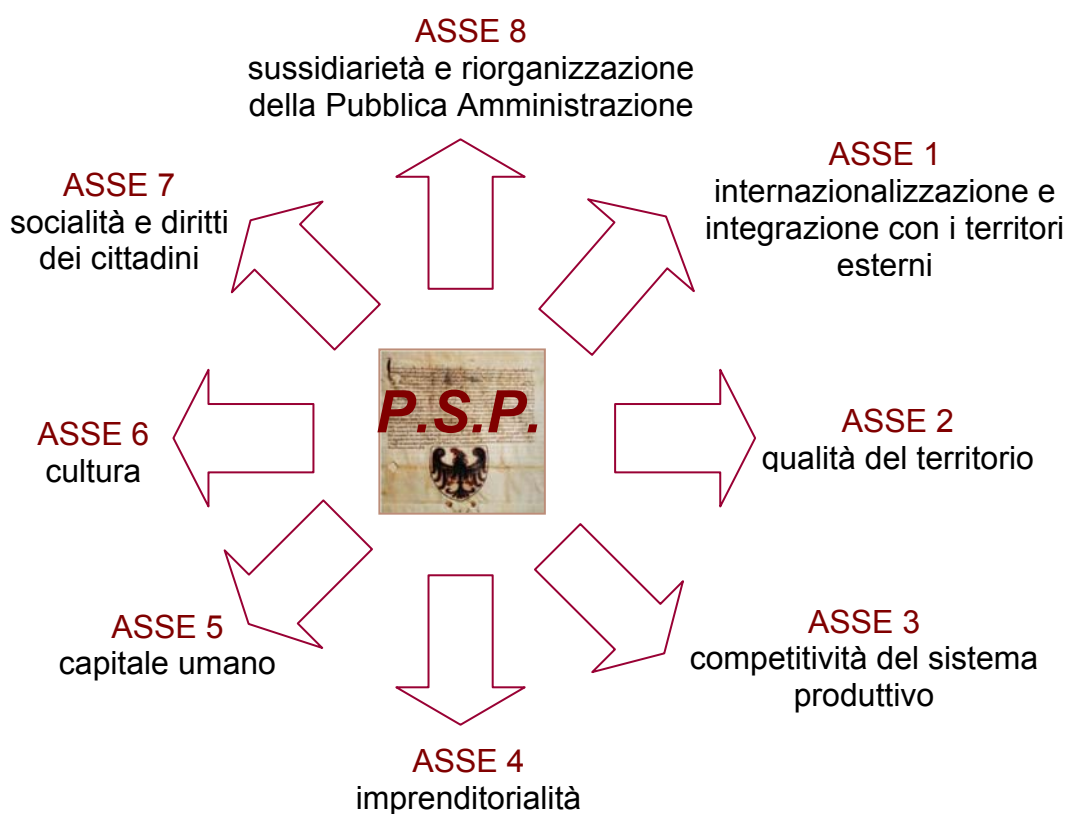 ASSE 8
sussidiarietà e riorganizzazione
della Pubblica Amministrazione
ASSE 1
internazionalizzazione e
integrazione con i territori
esterni
ASSE 7
socialità e diritti
dei cittadini
P.S.P.
ASSE 6
cultura
ASSE 2
qualità del territorio
ASSE 5
capitale umano
ASSE 3
competitività del sistema
produttivo
ASSE 4
imprenditorialità